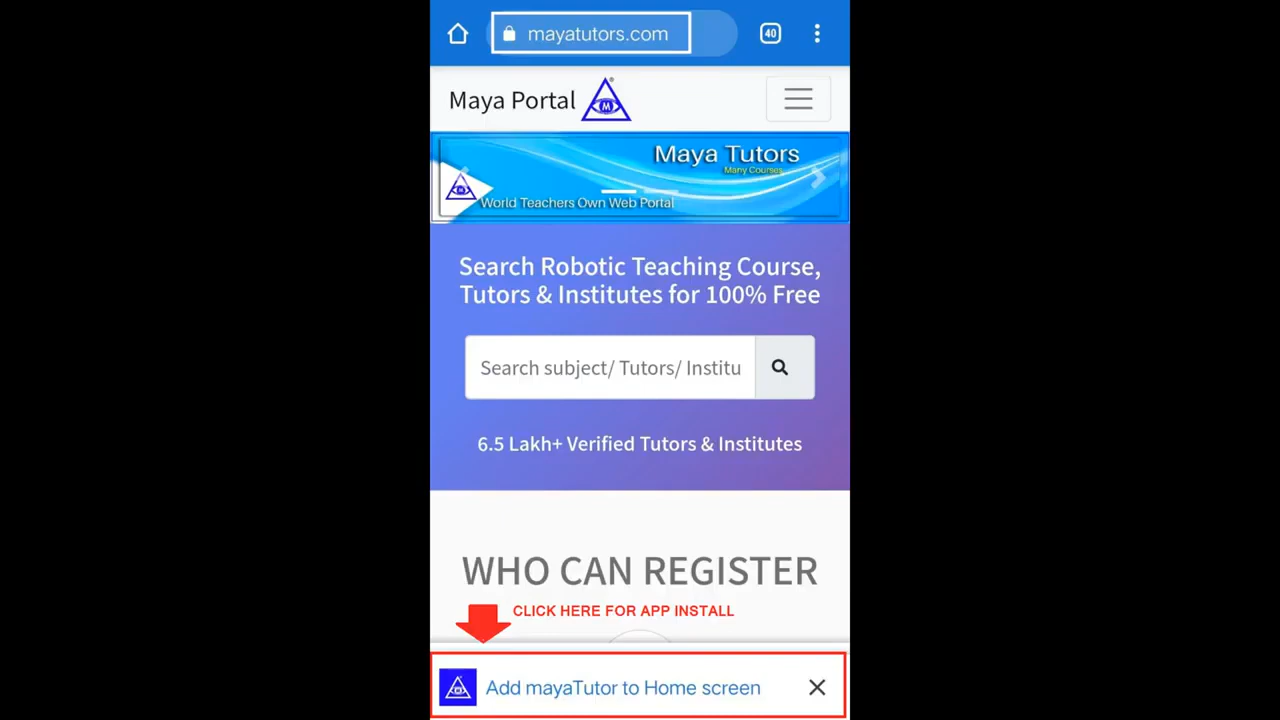 mayatutors.com
40
Maya Portal
M
Maya Tutors
Many Courses
World Teachers Own Web Portal
Search Robotic Teaching Course,
Tutors & Institutes for 100% Free
Search subject/ Tutors/ Institu
6.5 Lakh+ Verified Tutors & Institutes
WHO CAN REGISTER
CLICK HERE FOR APP INSTALL
Add mayaTutor to Home screen